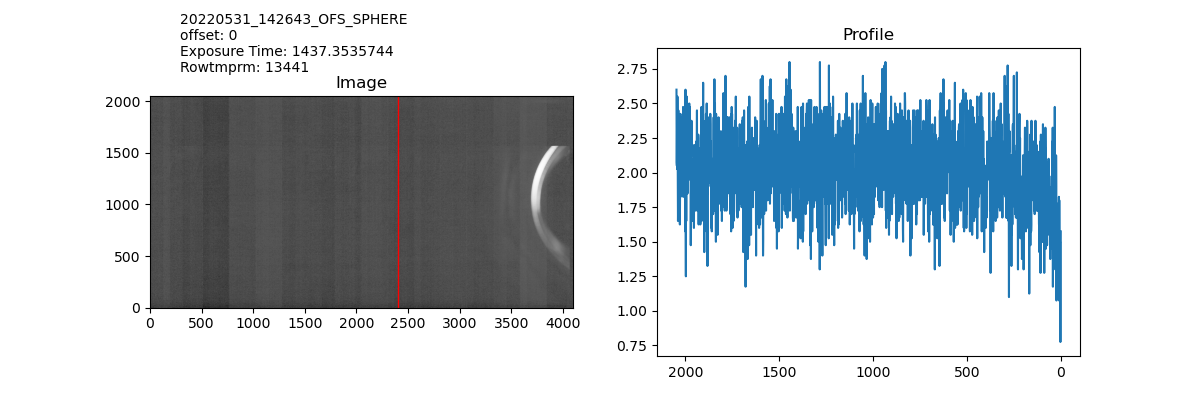 20220531_142643_OFS_SPHERE
offset: 0
Exposure Time: 1437.3535744
Rowtmprm: 13441
Image
2000
1500
1000
500
0
0 500 1000 1500 2000 2500 3000 3500 4000
Profile
2.75
2.50
2.25
2.00
1.75
1.50
1.25
1.00
0.75
2000 1500 1000 500 0